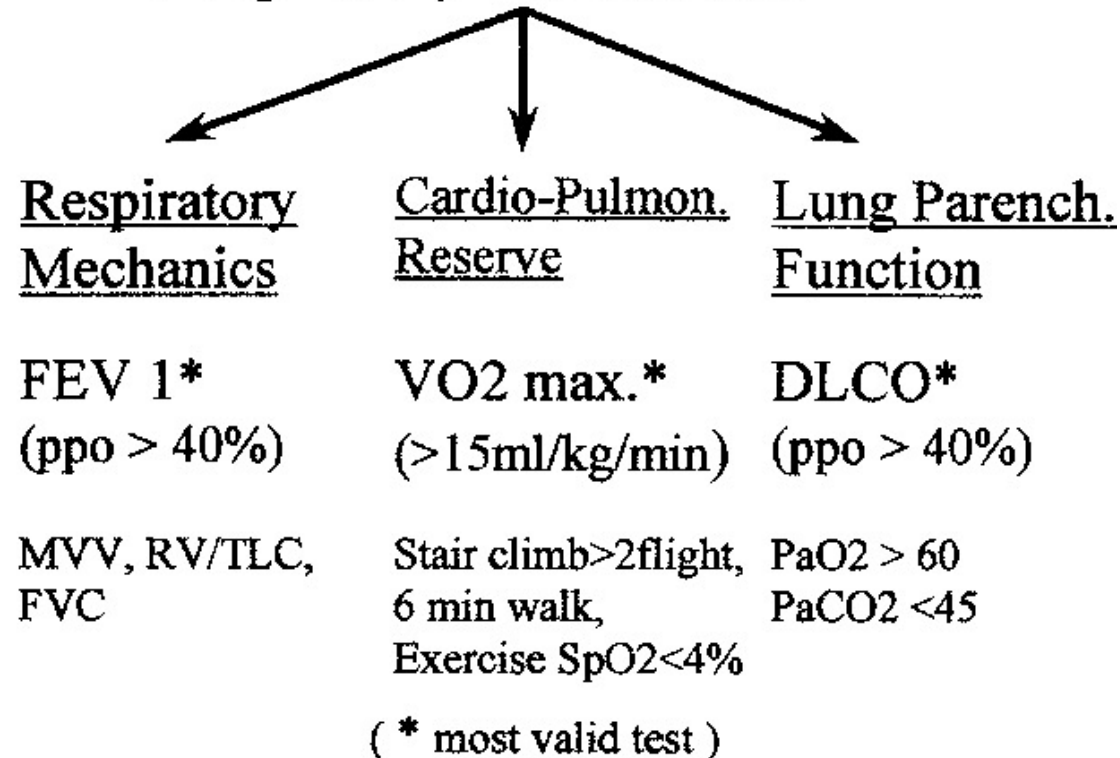 Respiratory
Mechanics
FEV 1*
(ppo > 40%)
MVV, RV/TLC,
FVC
Cardio-Pulmon.
Reserve
VO2 max.*
(>15ml/kg/min)
Stair climb>2flight,
6 min walk,
Exercise SpO2<4%
Lung Parench.
Function
DLCO*
(ppo > 40%)
PaO2 > 60
PaCO2 <45
( * most valid test )